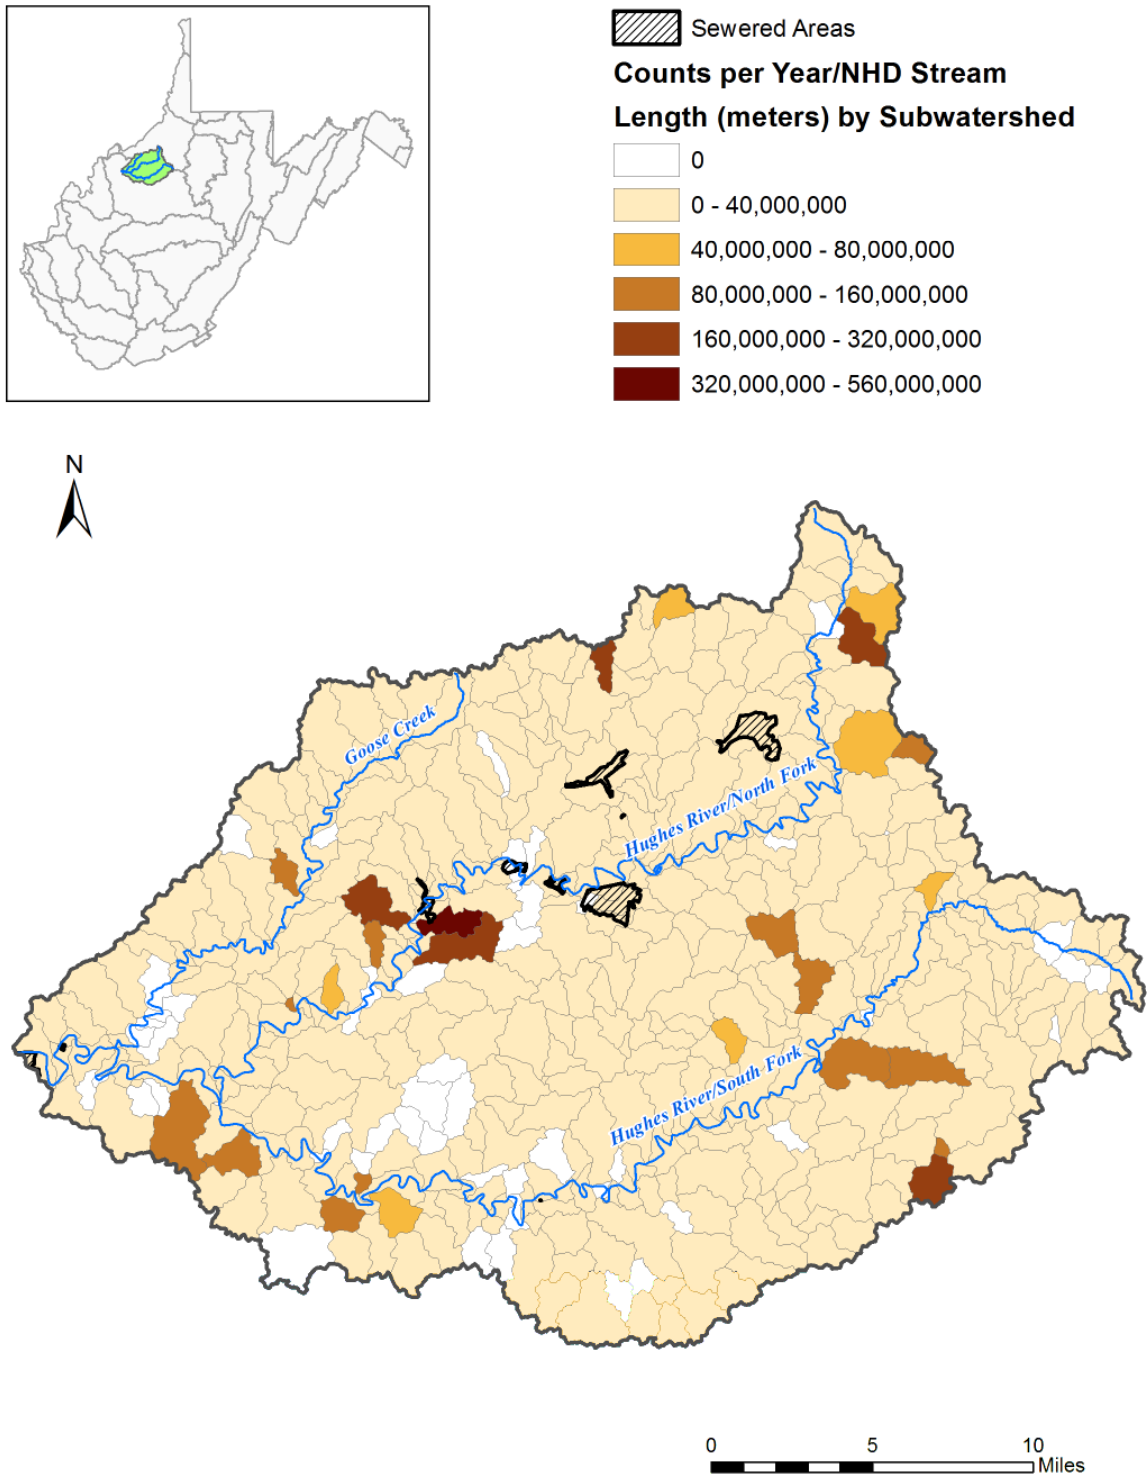 Sewered Areas
Counts per Year/NHD Stream
Length (meters) by Subwatershed
0
0 - 40,000,000
40,000,000 - 80,000,000
80,000,000 - 160,000,000
160,000,000 - 320,000,000
320,000,000 - 560,000,000
N
Goose Creek
Hughes River/North Fork
Hughes River/South Fork
0 5 10
Miles